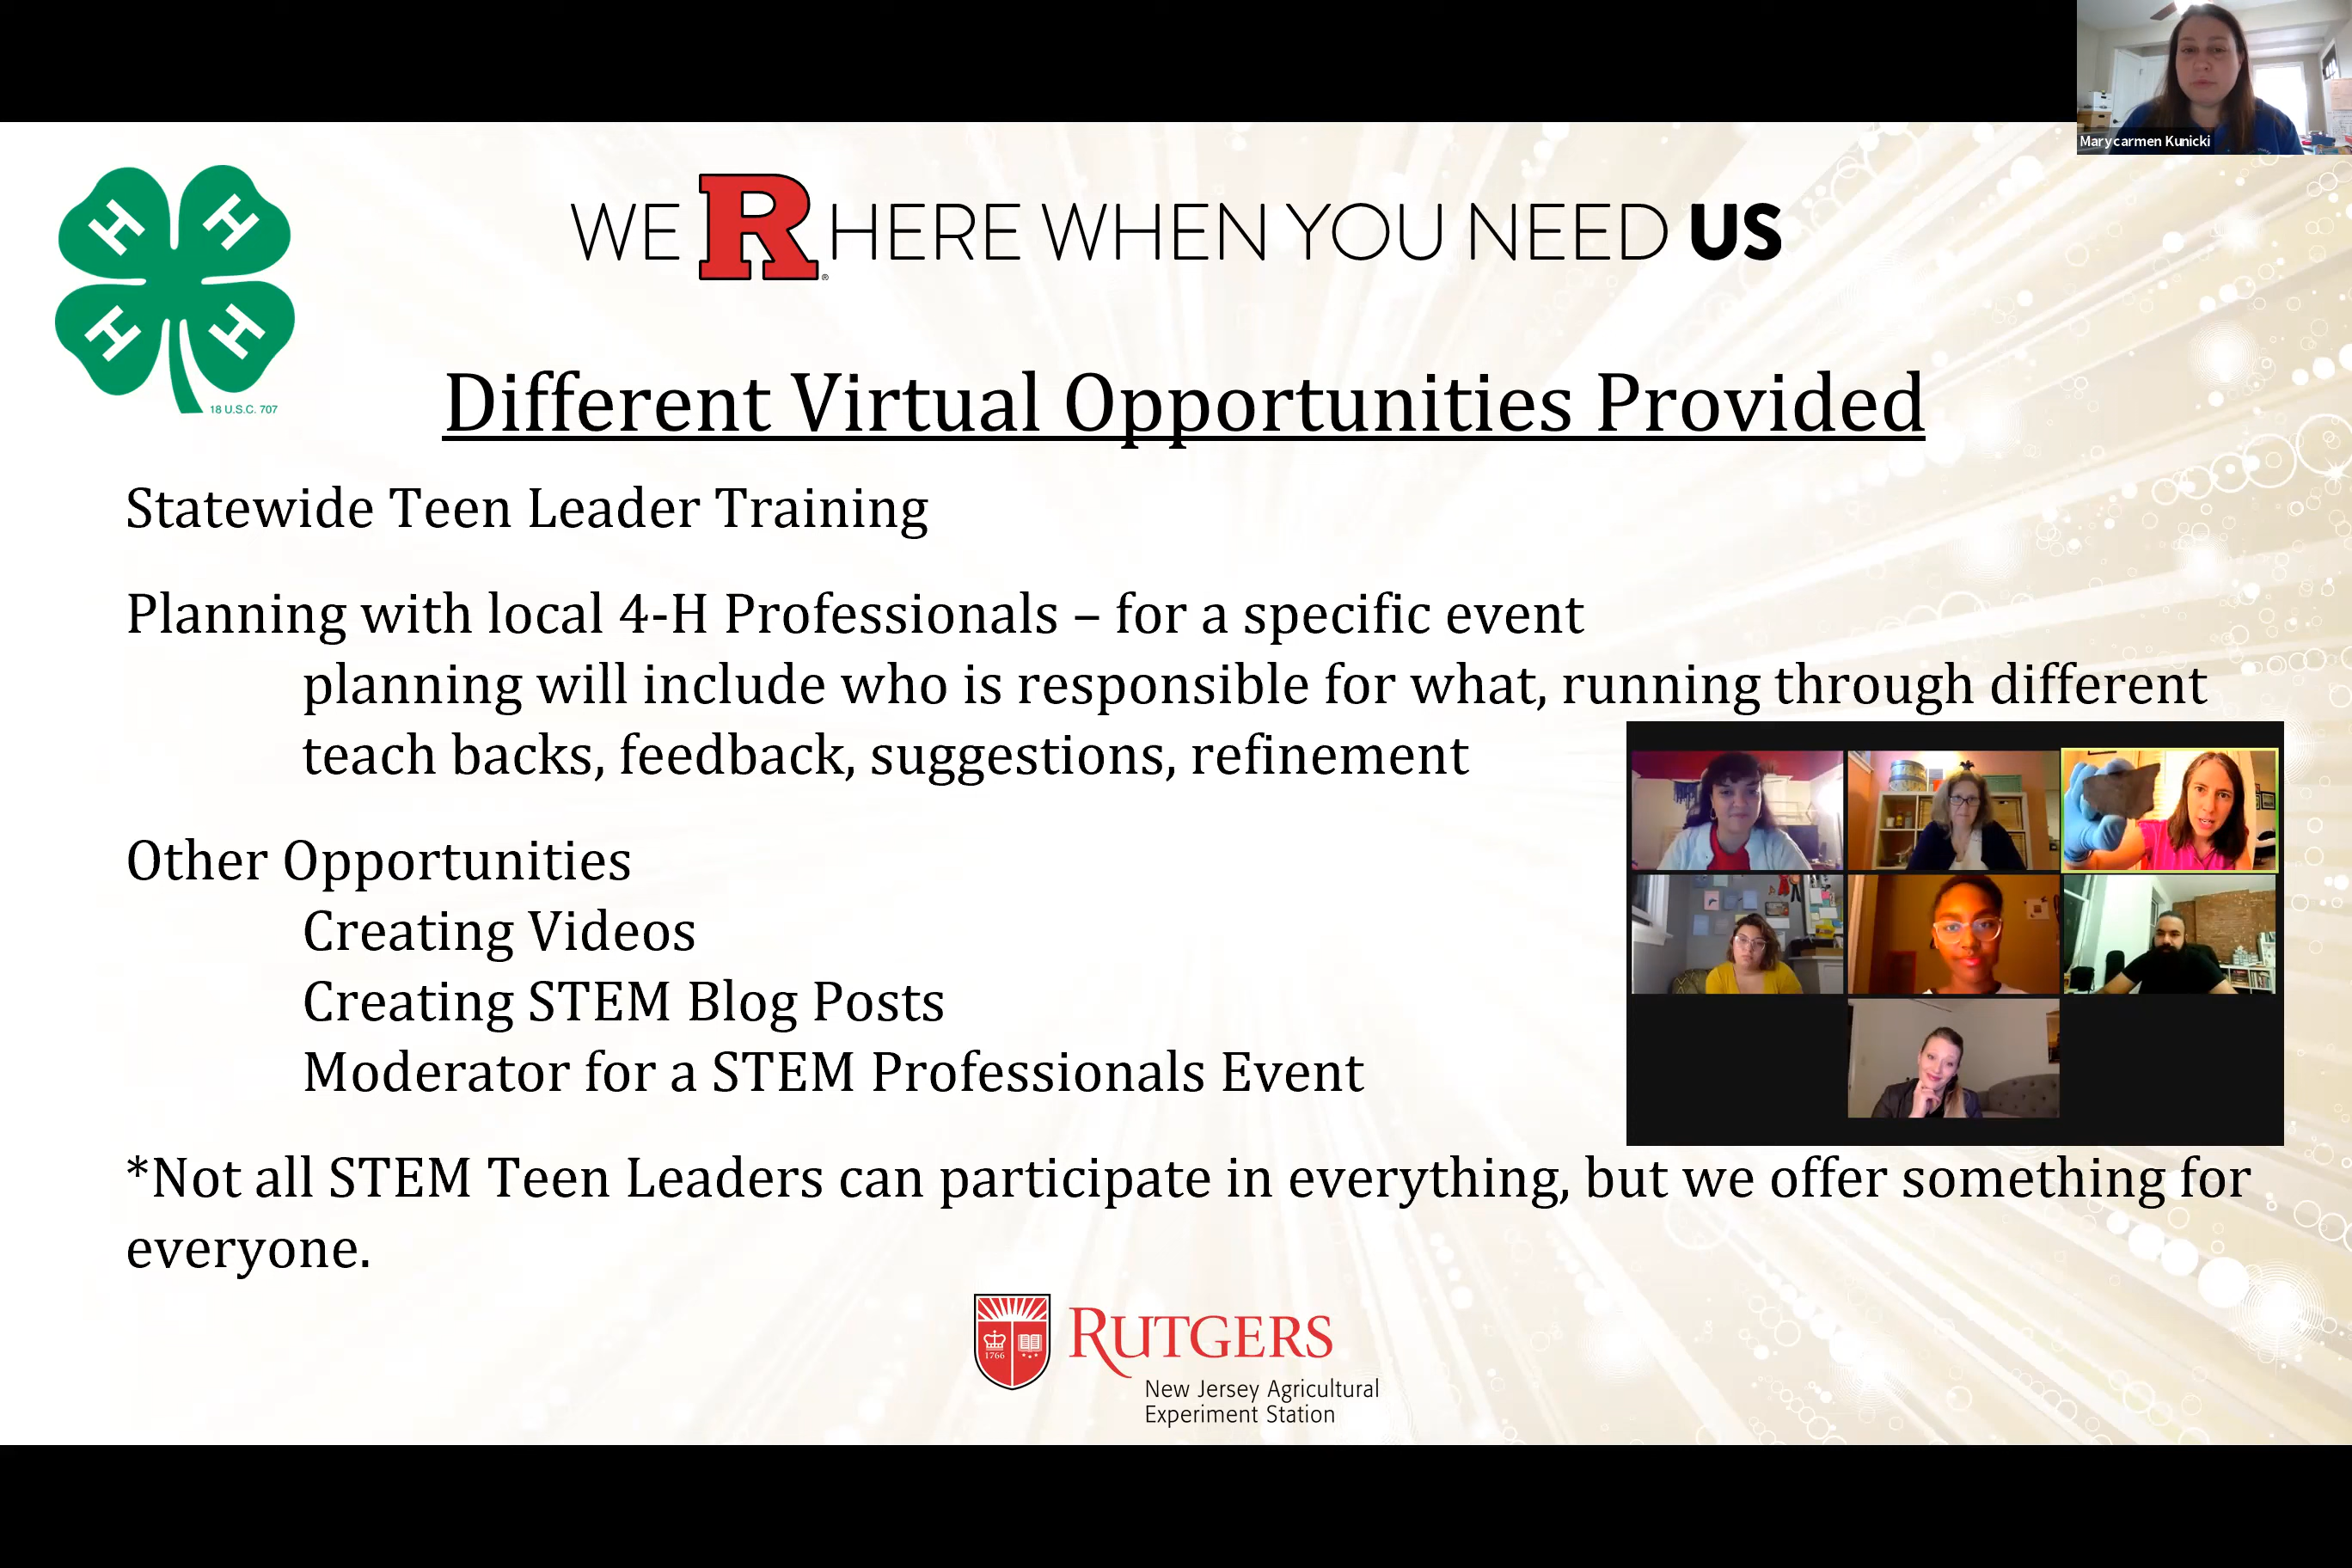 Marycarmen Kunicki
H H H H
18 U.S.C. 707
WE R HERE WHEN YOU NEED US
®
Different Virtual Opportunities Provided
Statewide Teen Leader Training
Planning with local 4-H Professionals – for a specific event
planning will include who is responsible for what, running through different
teach backs, feedback, suggestions, refinement
Other Opportunities
Creating Videos
Creating STEM Blog Posts
Moderator for a STEM Professionals Event
*Not all STEM Teen Leaders can participate in everything, but we offer something for
everyone.
1766
RUTGERS
New Jersey Agricultural
Experiment Station